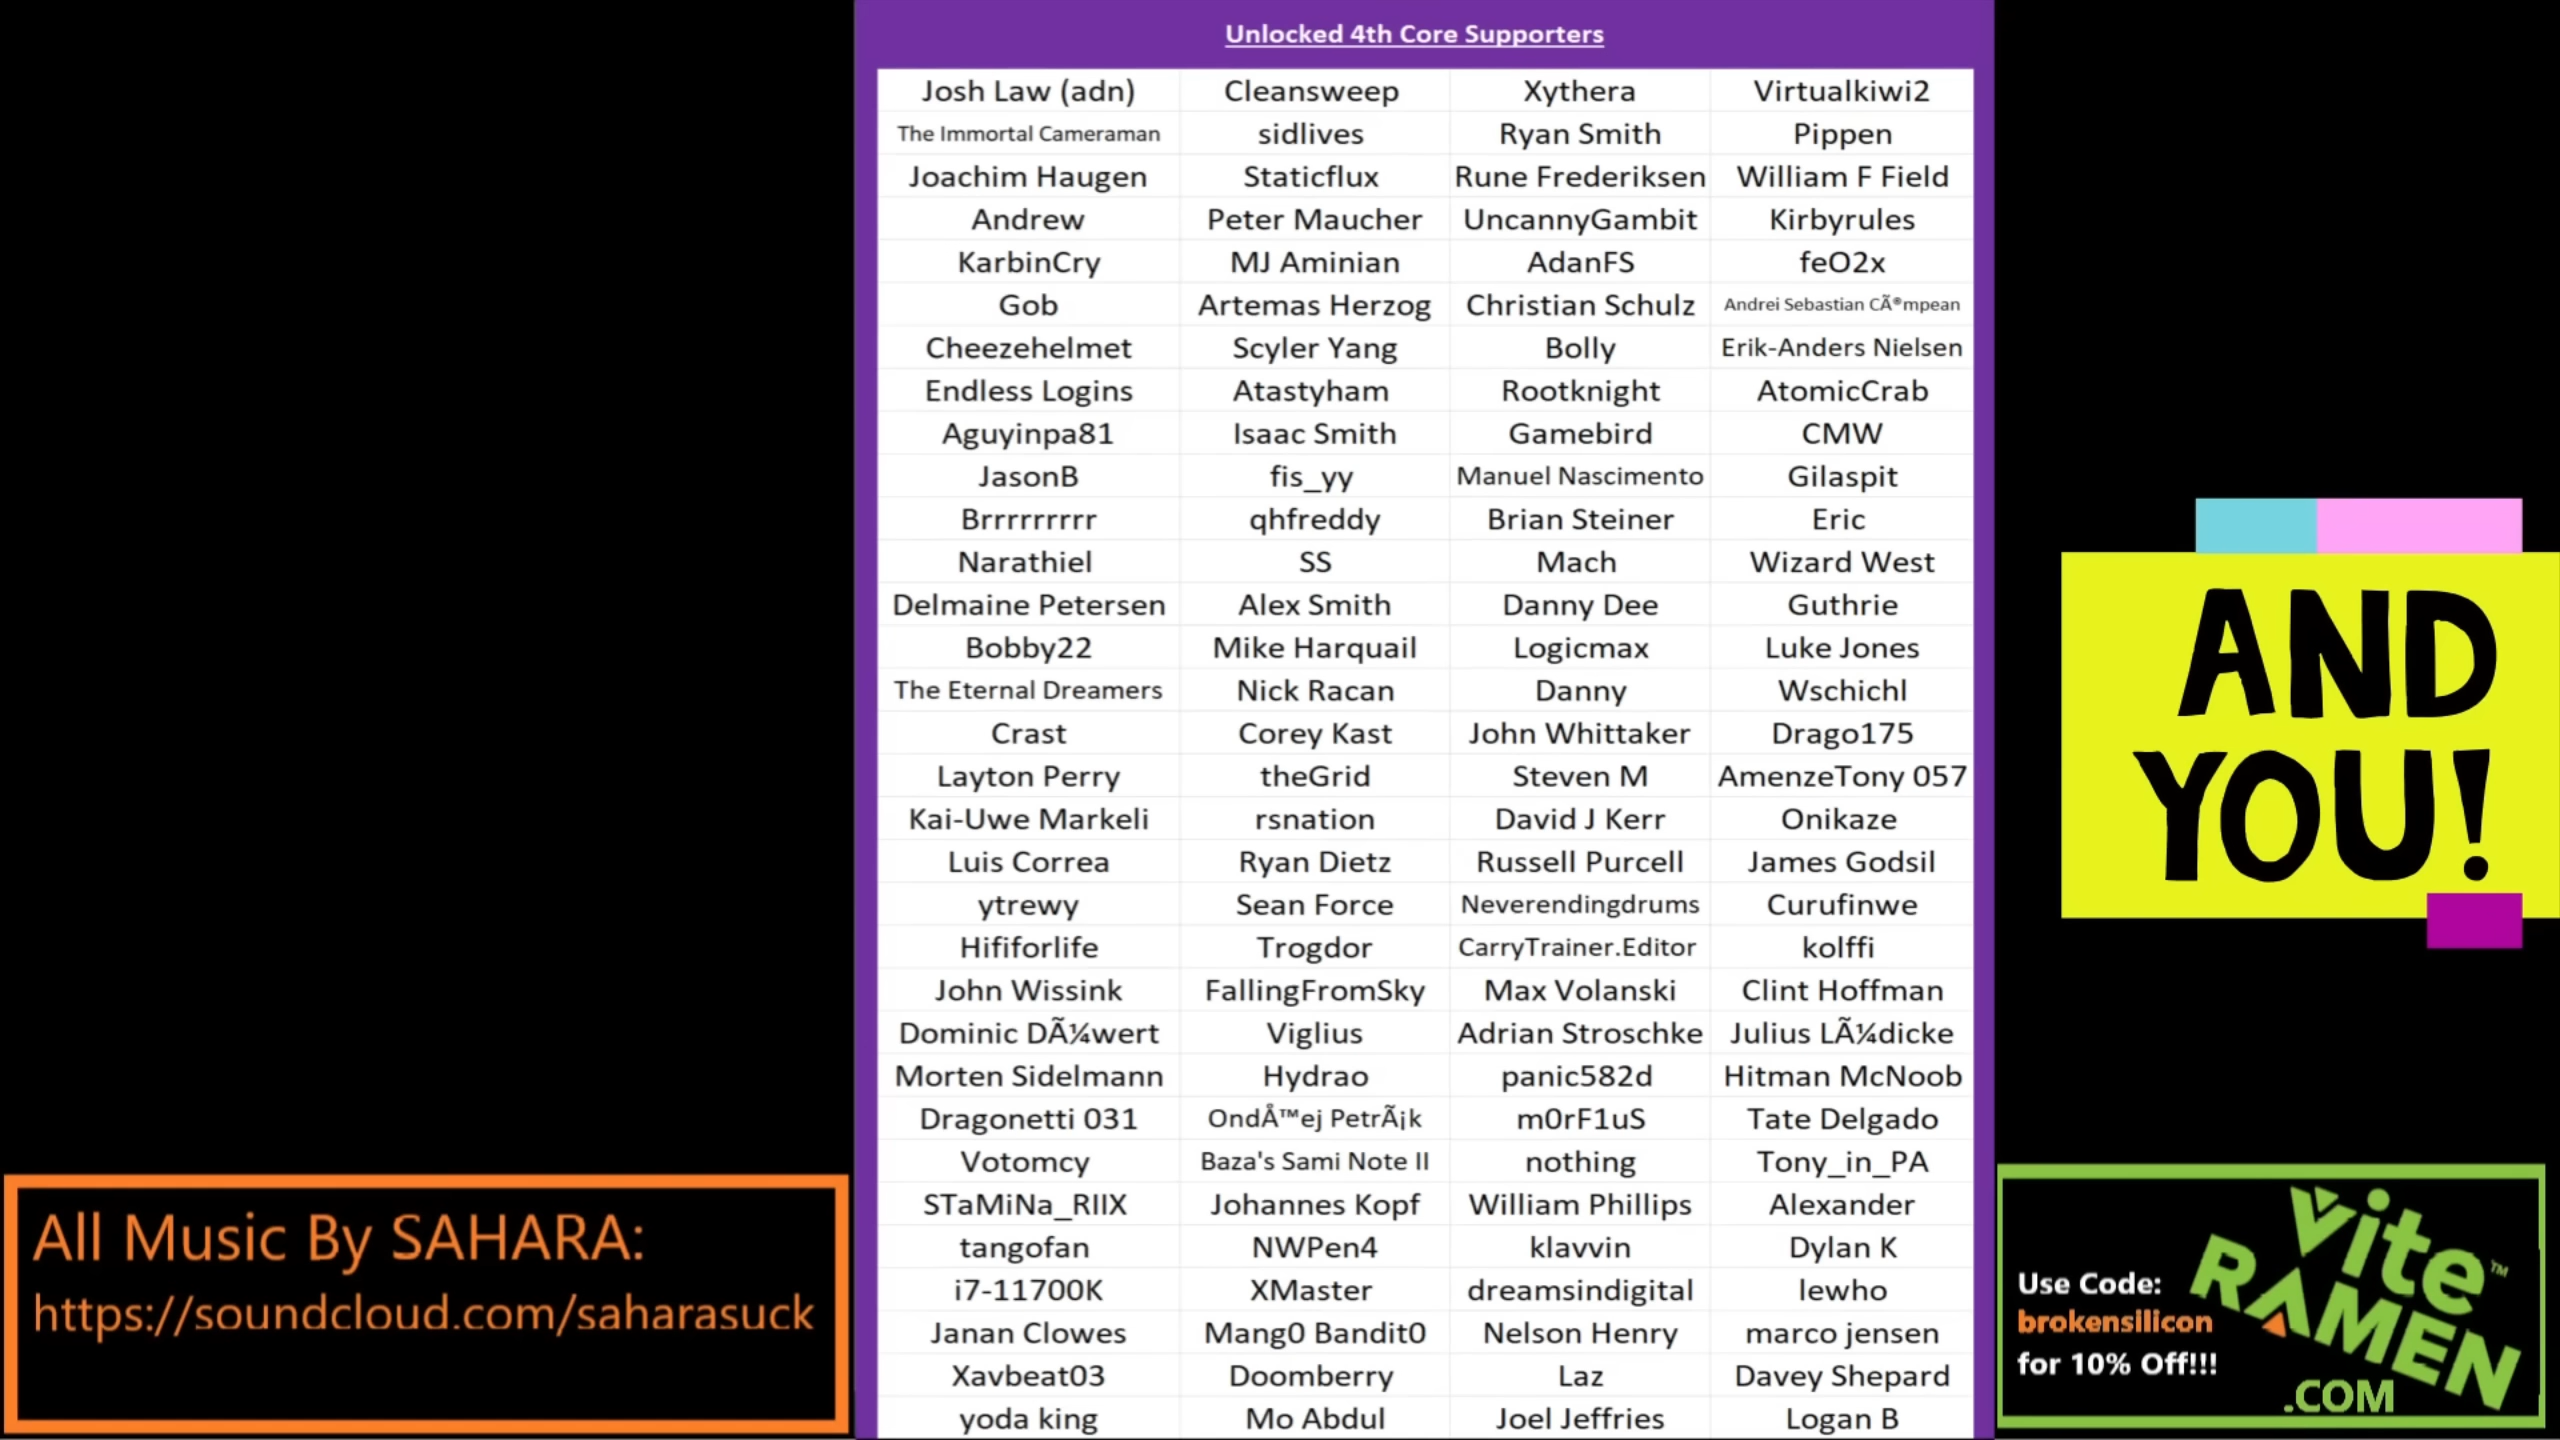 Unlocked 4th Core Supporters
Josh Law (adn) Cleansweep Xythera Virtualkiwi2
The Immortal Cameraman sidlives Ryan Smith Pippen
Joachim Haugen Staticflux Rune Frederiksen William F Field
Andrew Peter Maucher UncannyGambit Kirbyrules
KarbinCry MJ Aminian AdanFS feO2x
Gob Artemas Herzog Christian Schulz Andrei Sebastian CÃ®mpean
Cheezehelmet Scyler Yang Bolly Erik-Anders Nielsen
Endless Logins Atastyham Rootknight AtomicCrab
Aguyinpa81 Isaac Smith Gamebird CMW
JasonB fis_yy Manuel Nascimento Gilaspit
Brrrrrrrrr qhfreddy Brian Steiner Eric
Narathiel SS Mach Wizard West
Delmaine Petersen Alex Smith Danny Dee Guthrie
Bobby22 Mike Harquail Logicmax Luke Jones
The Eternal Dreamers Nick Racan Danny Wschichl
Crast Corey Kast John Whittaker Drago175
Layton Perry theGrid Steven M AmenzeTony 057
Kai-Uwe Markeli rsnation David J Kerr Onikaze
Luis Correa Ryan Dietz Russell Purcell James Godsil
ytrewy Sean Force Neverendingdrums Curufinwe
Hififorlife Trogdor CarryTrainer.Editor kolffi
John Wissink FallingFromSky Max Volanski Clint Hoffman
Dominic DÃ¼wert Viglius Adrian Stroschke Julius LÃ¼dicke
Morten Sidelmann Hydrao panic582d Hitman McNoob
Dragonetti 031 OndÅ™ej PetrÃ¡k m0rF1uS Tate Delgado
Votomcy Baza's Sami Note II nothing Tony_in_PA
STaMiNa_RIIX Johannes Kopf William Phillips Alexander
tangofan NWPen4 klavvin Dylan K
i7-11700K XMaster dreamsindigital lewho
Janan Clowes Mang0 Bandit0 Nelson Henry marco jensen
Xavbeat03 Doomberry Laz Davey Shepard
yoda king Mo Abdul Joel Jeffries Logan B
AND
YOU!
All Music By SAHARA:
https://soundcloud.com/saharasuck
Use Code:
brokensilicon
for 10% Off!!!
Vite™
RAMEN
.COM